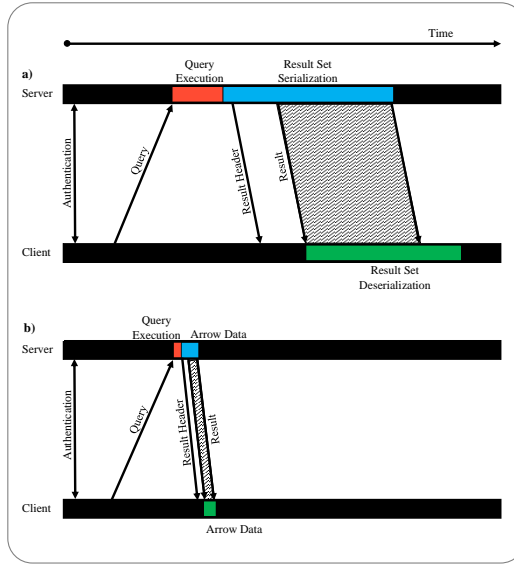 Time
a)
Query
Execution
Result Set
Serialization
Server
Authentication
Query
Result Header
Result
Client
Result Set
Deserialization
b)
Query
Execution
Arrow Data
Server
Authentication
Query
Result Header
Result
Client
Arrow Data